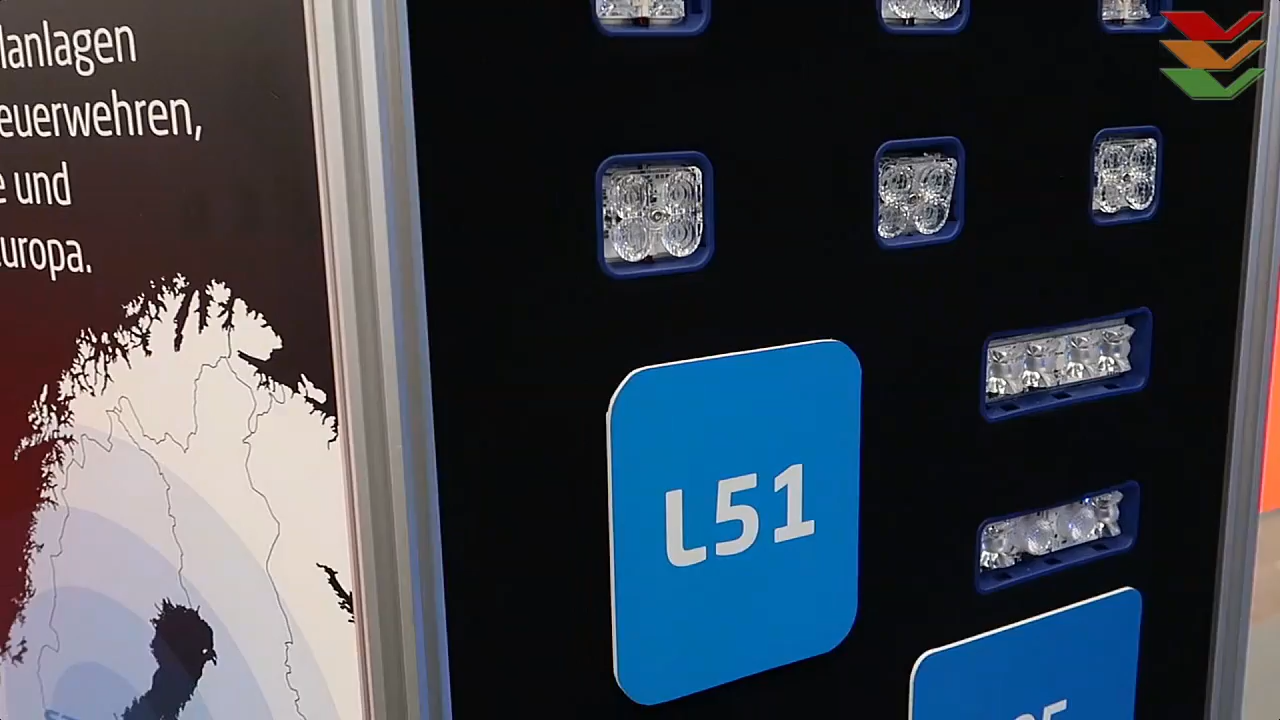 lanlagen
euerwehren,
und
uropa.
L51